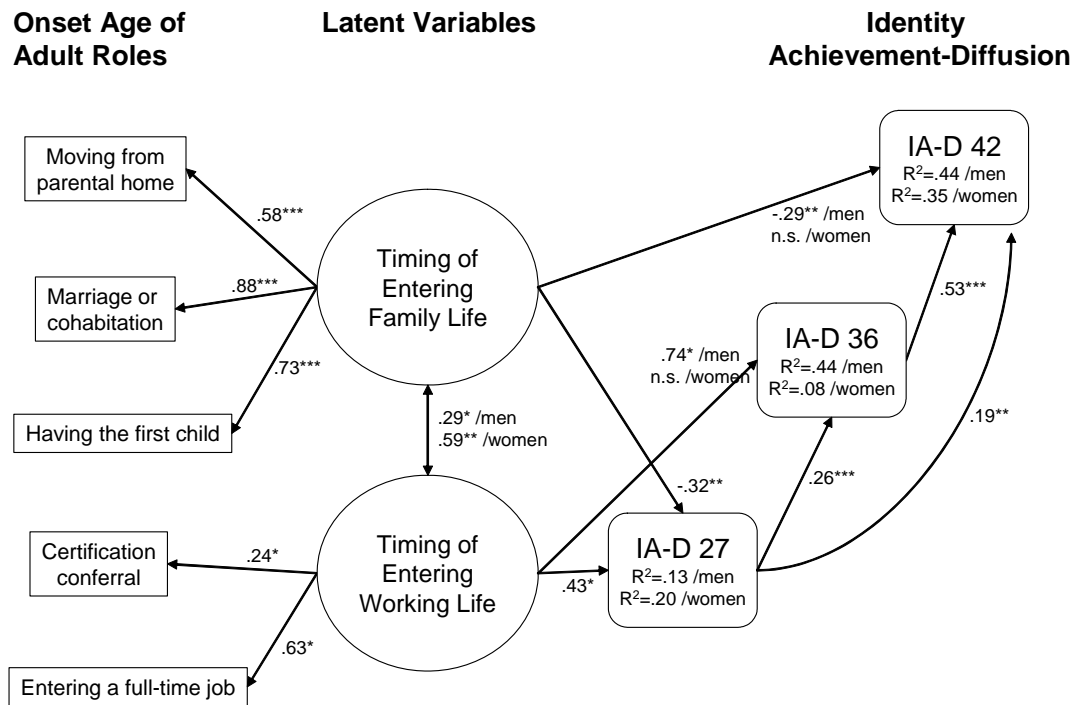 Onset Age of
Adult Roles
Latent Variables
Identity
Achievement-Diffusion
Moving from
parental home
.58***
Marriage or
cohabitation
.88***
.73***
Having the first child
Timing of
Entering
Family Life
.29* /men
.59** /women
Certification
conferral
.24*
.63*
Entering a full-time job
Timing of
Entering
Working Life
-.29** /men
n.s. /women
.74* /men
n.s. /women
-.32**
.43*
IA-D 42
R²=.44 /men
R²=.35 /women
.53***
IA-D 36
R²=.44 /men
R²=.08 /women
.19**
.26***
IA-D 27
R²=.13 /men
R²=.20 /women